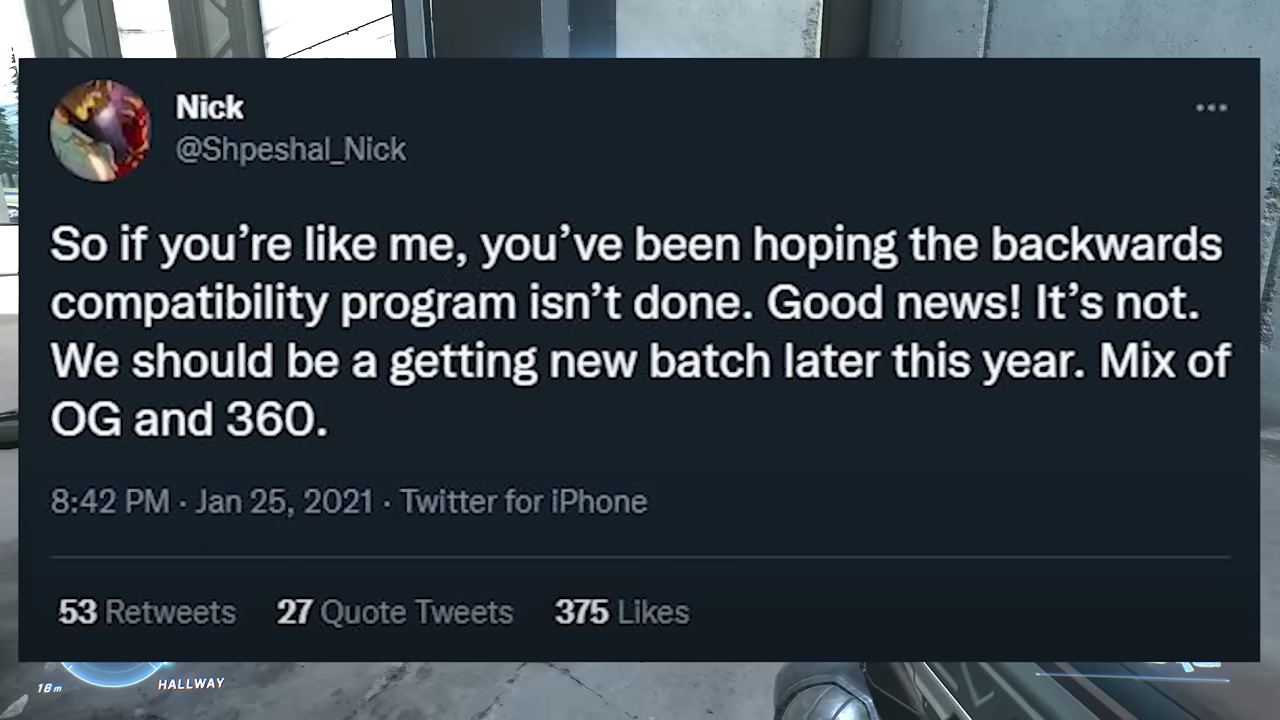 Nick
@Shpeshal_Nick
So if you’re like me, you’ve been hoping the backwards
compatibility program isn’t done. Good news! It’s not.
We should be a getting new batch later this year. Mix of
OG and 360.
8:42 PM · Jan 25, 2021 · Twitter for iPhone
53 Retweets 27 Quote Tweets 375 Likes
18m
HALLWAY